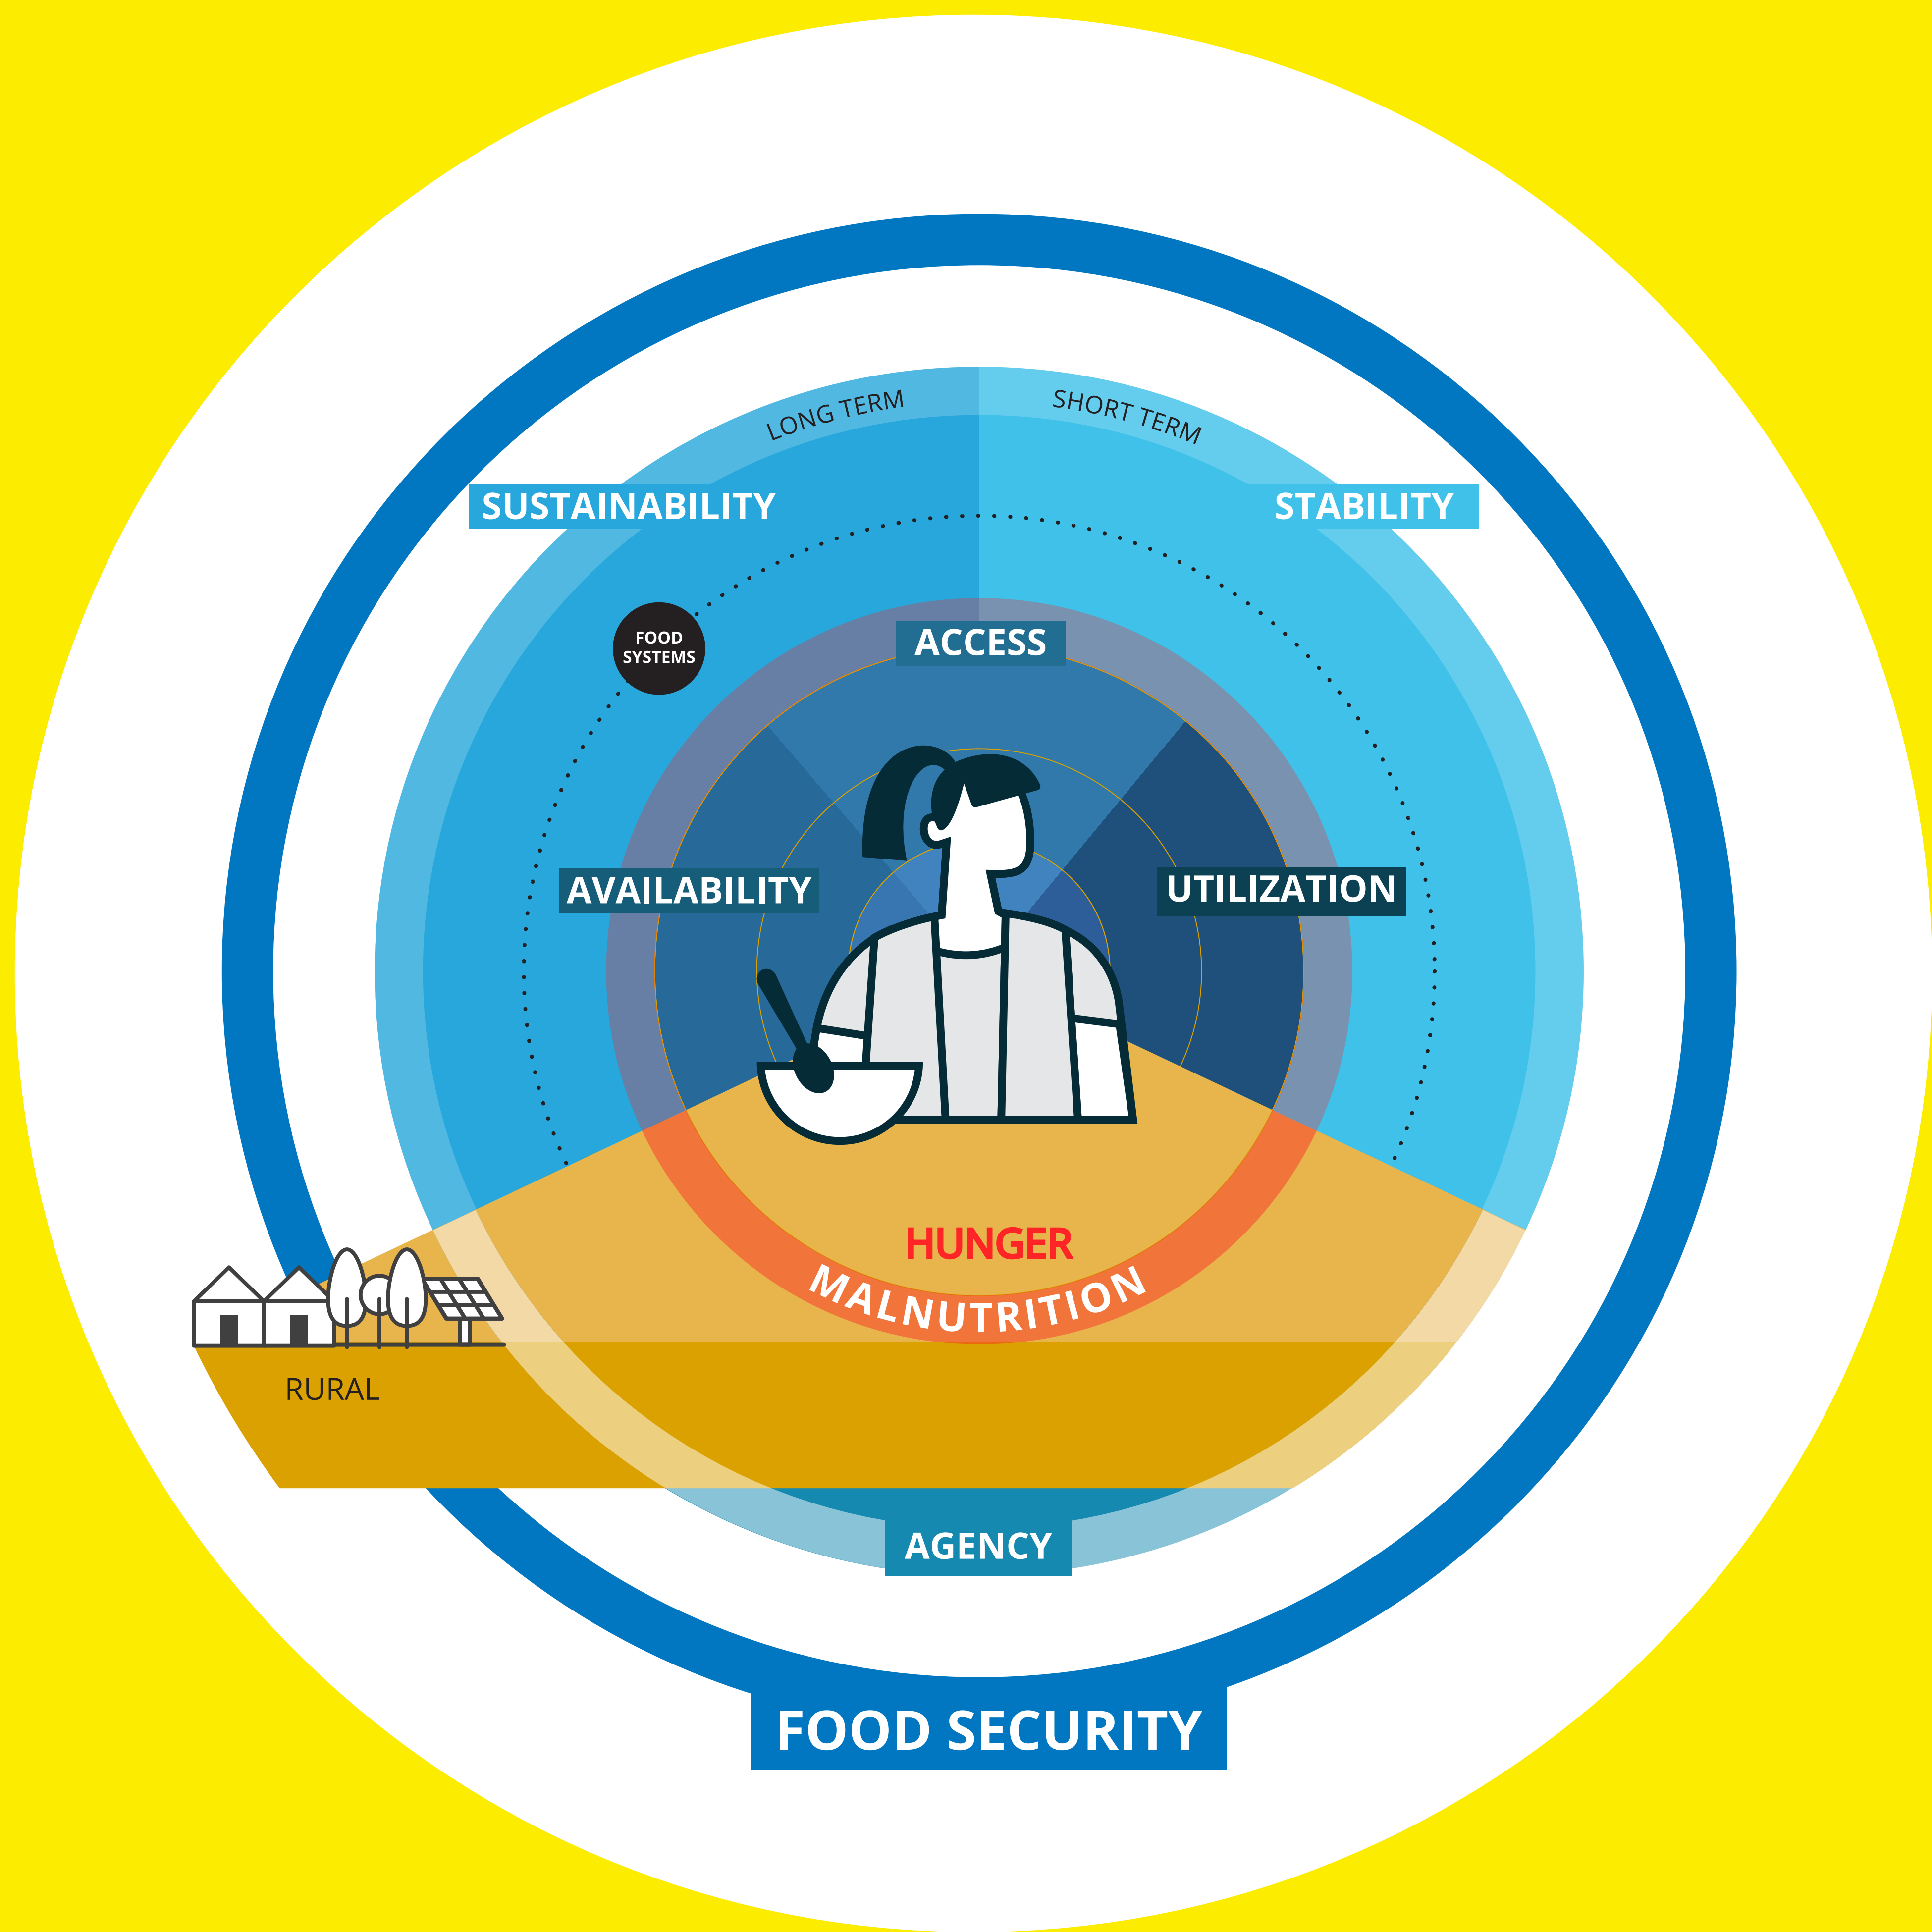 LONG TERM
SHORT TERM
SUSTAINABILITY
STABILITY
FOOD
SYSTEMS
ACCESS
AVAILABILITY
UTILIZATION
HUNGER
MALNUTRITION
RURAL
AGENCY
FOOD SECURITY